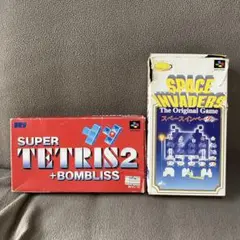 SUPER
TETRIS2
+BOMBLISS
SPACE
INVADERS
The Original Game
スペースインベーダー